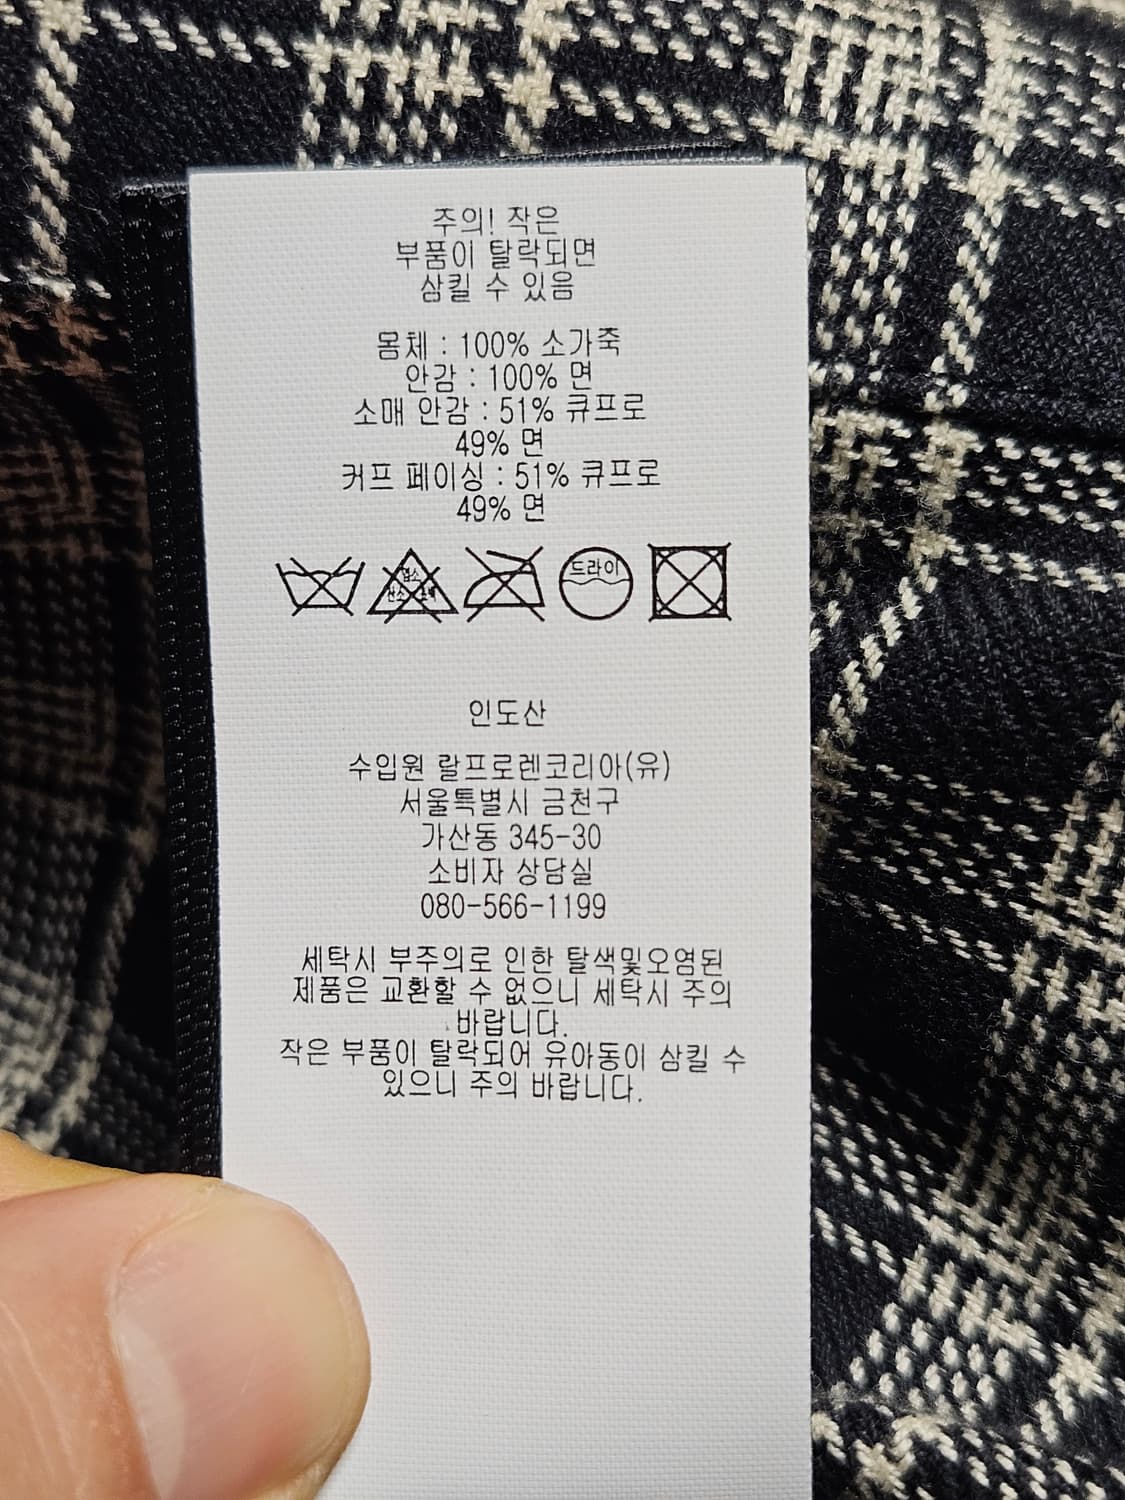 주의! 작은
부품이 탈락되면
삼킬 수 있음
몸체 : 100% 소가죽
안감 : 100% 면
소매 안감 : 51% 큐프로
49% 면
커프 페이싱 : 51% 큐프로
49% 면
염소
산소 표백
드라이
인도산
수입원 랄프로렌코리아(유)
서울특별시 금천구
가산동 345-30
소비자 상담실
080-566-1199
세탁시 부주의로 인한 탈색및오염된
제품은 교환할 수 없으니 세탁시 주의
바랍니다.
작은 부품이 탈락되어 유아동이 삼킬 수
있으니 주의 바랍니다.